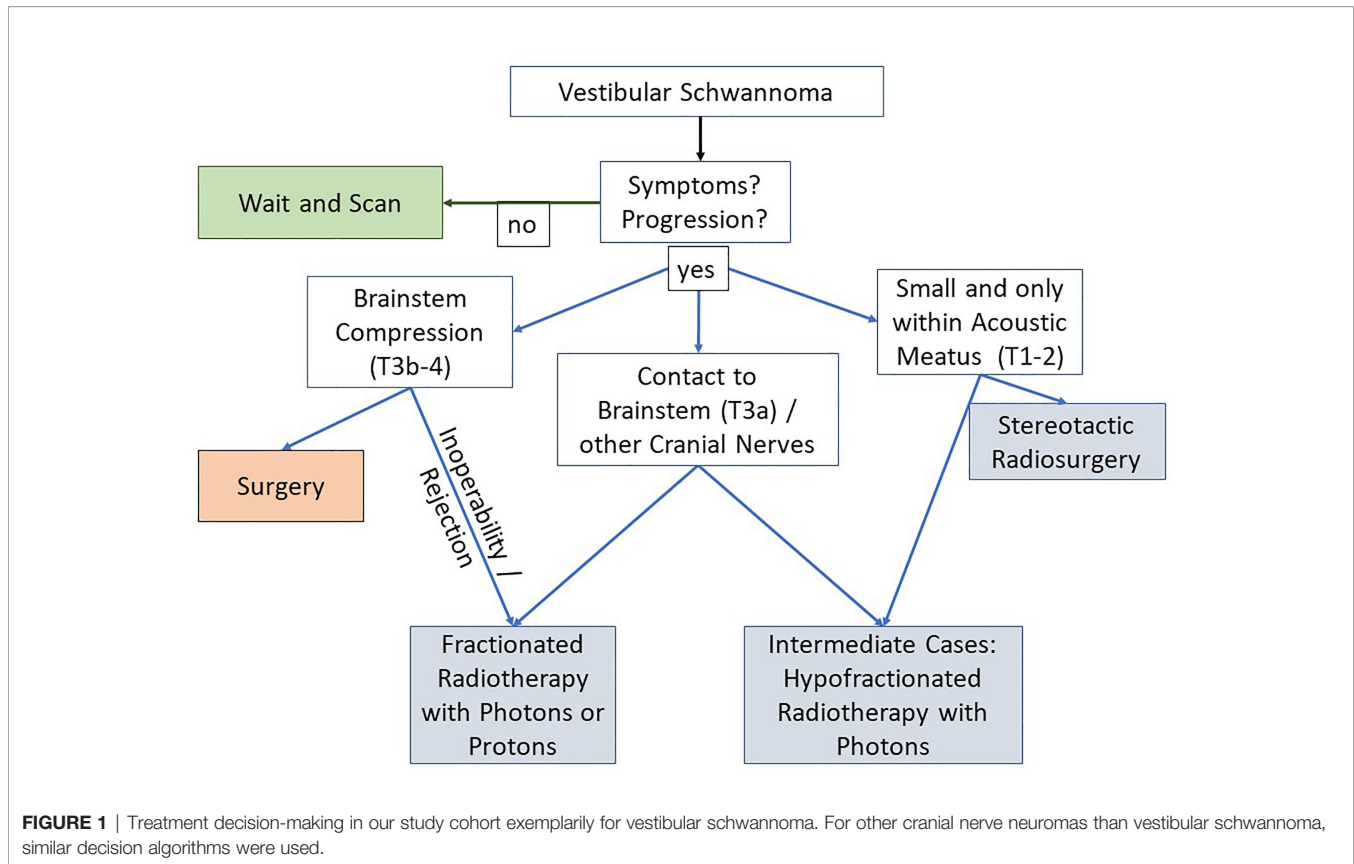 Vestibular Schwannoma
Symptoms?
Progression?
Wait and Scan
no
yes
Brainstem
Compression
(T3b-4)
Contact to
Brainstem (T3a) /
other Cranial Nerves
Small and only
within Acoustic
Meatus (T1-2)
Stereotactic
Radiosurgery
Surgery
Inoperability /
Rejection
Fractionated
Radiotherapy
with Photons or
Protons
Intermediate Cases:
Hypofractionated
Radiotherapy with
Photons
FIGURE 1 | Treatment decision-making in our study cohort exemplarily for vestibular schwannoma. For other cranial nerve neuromas than vestibular schwannoma,
similar decision algorithms were used.